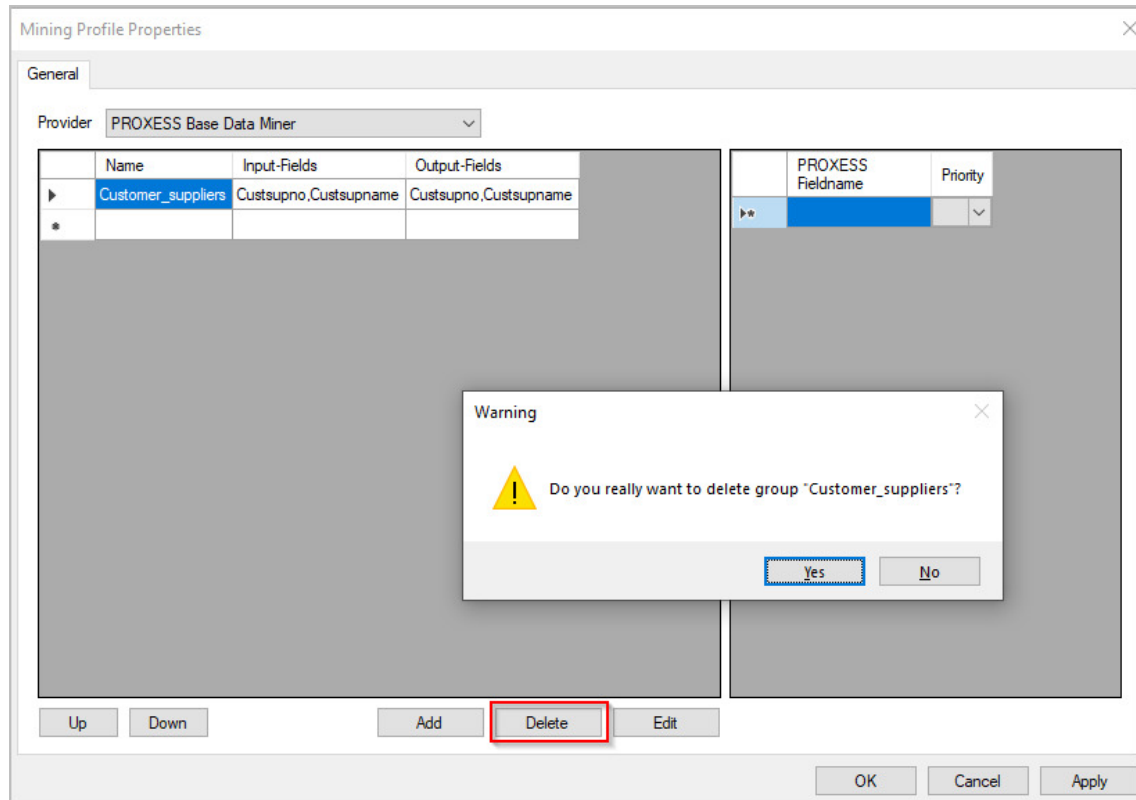 Mining Profile Properties
General
Provider PROXESS Base Data Miner
Name Input-Fields Output-Fields
Customer_suppliers Custsupno,Custsupname Custsupno,Custsupname
PROXESS
Fieldname Priority
Warning
Do you really want to delete group "Customer_suppliers"?
Yes No
Up Down Add Delete Edit
OK Cancel Apply